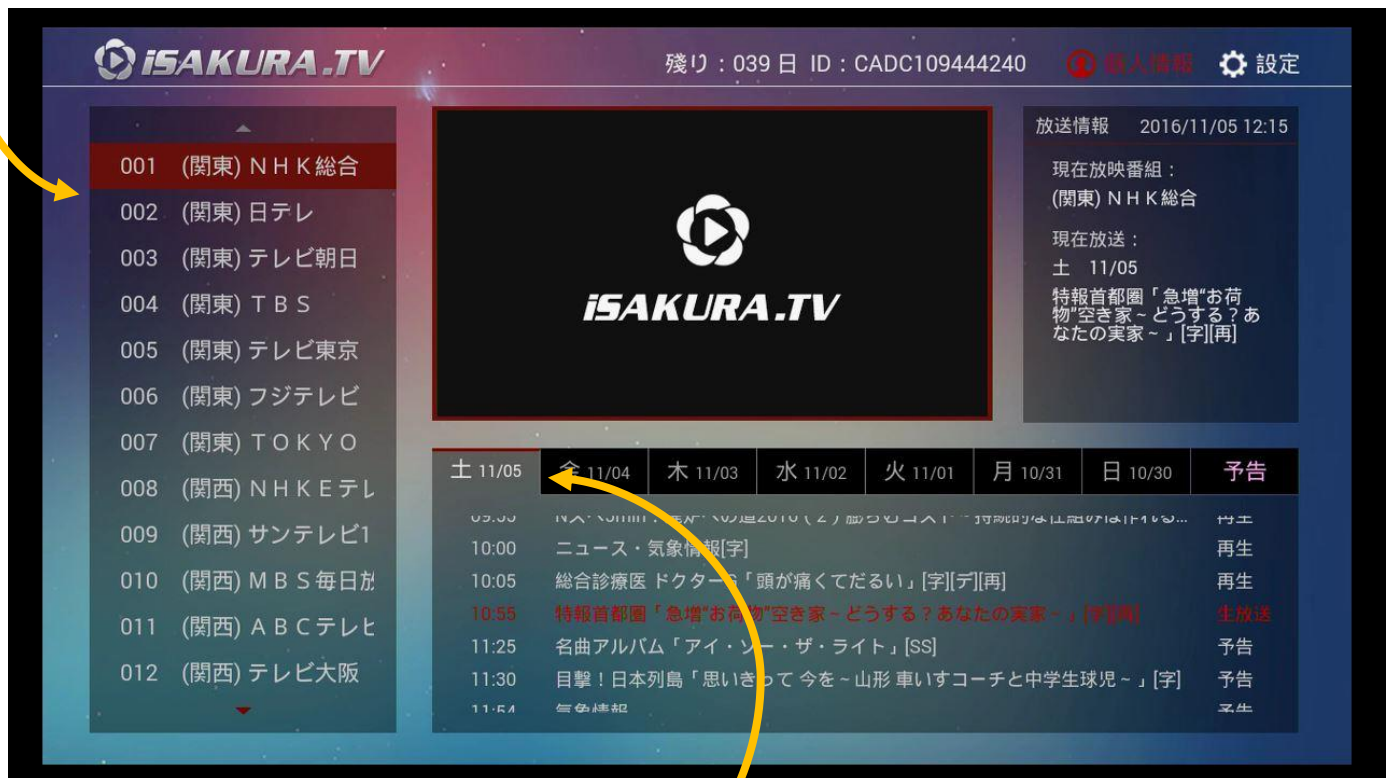 iSAKURA.TV
殘り：039 日 ID：CADC109444240
個人情報
設定
001 (関東) ＮＨＫ総合
002 (関東) 日テレ
003 (関東) テレビ朝日
004 (関東) ＴＢＳ
005 (関東) テレビ東京
006 (関東) フジテレビ
007 (関東) ＴＯＫＹＯ
008 (関西) ＮＨＫＥテレ
009 (関西) サンテレビ1
010 (関西) ＭＢＳ毎日放
011 (関西) ＡＢＣテレビ
012 (関西) テレビ大阪
iSAKURA.TV
放送情報 2016/11/05 12:15
現在放映番組：
(関東) ＮＨＫ総合
現在放送：
土 11/05
特報首都圏「急増“お荷
物”空き家～どうする？あ
なたの実家～」[字][再]
土 11/05 金 11/04 木 11/03 水 11/02 火 11/01 月 10/31 日 10/30 予告
10:00 ニュース・気象情報[字] 再生
10:05 総合診療医 ドクターG「頭が痛くてだるい」[字][デ][再] 再生
10:55 特報首都圏「急増“お荷物”空き家～どうする？あなたの実家～」[字][再] 生放送
11:25 名曲アルバム「アイ・ソー・ザ・ライト」[SS] 予告
11:30 目撃！日本列島「思いきって 今を～山形 車いすコーチと中学生球児～」[字] 予告
11:54 気象情報 予告